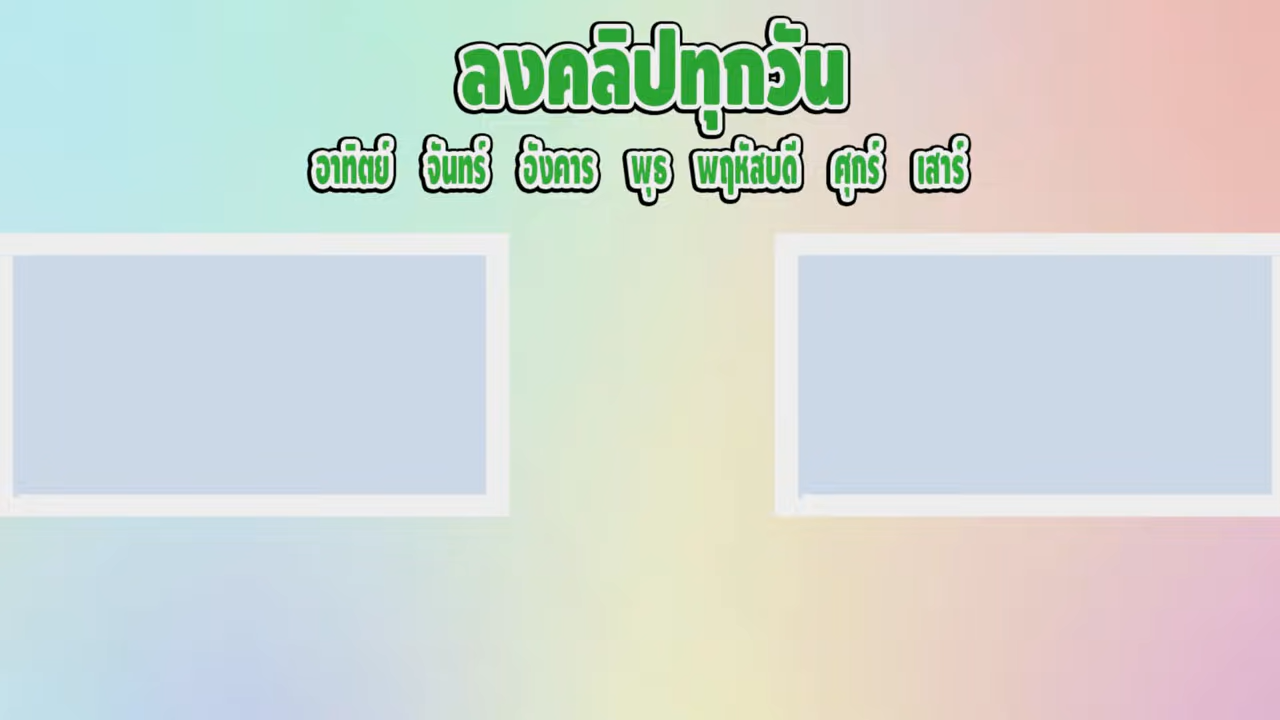 ลงคลิปทุกวัน
อาทิตย์ จันทร์ อังคาร พุธ พฤหัสบดี ศุกร์ เสาร์